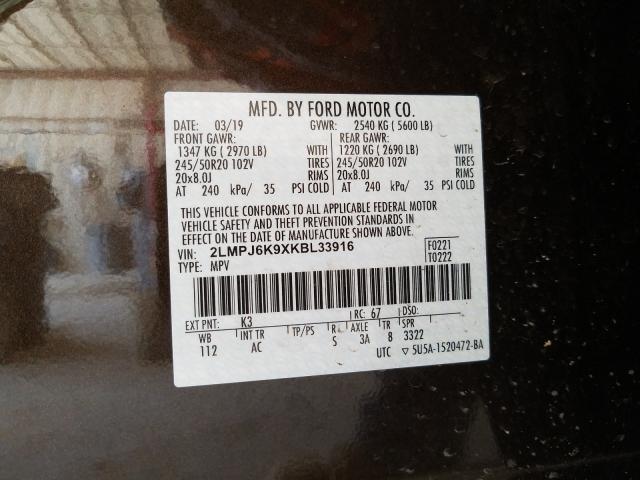 MFD. BY FORD MOTOR CO.
DATE: 03/19 GVWR: 2540 KG ( 5600 LB)
FRONT GAWR: REAR GAWR:
1347 KG ( 2970 LB) WITH 1220 KG ( 2690 LB) WITH
245/50R20 102V TIRES 245/50R20 102V TIRES
20x8.0J RIMS 20x8.0J RIMS
AT 240 kPa/ 35 PSI COLD AT 240 kPa/ 35 PSI COLD
THIS VEHICLE CONFORMS TO ALL APPLICABLE FEDERAL MOTOR
VEHICLE SAFETY AND THEFT PREVENTION STANDARDS IN
EFFECT ON THE DATE OF MANUFACTURE SHOWN ABOVE.
VIN: 2LMPJ6K9XKBL33916 F0221
TYPE: MPV T0222
EXT PNT: K3 RC: 67 DSO:
WB INT TR TP/PS R AXLE TR SPR
112 AC S 3A 8 3322
UTC 5U5A-1520472-BA